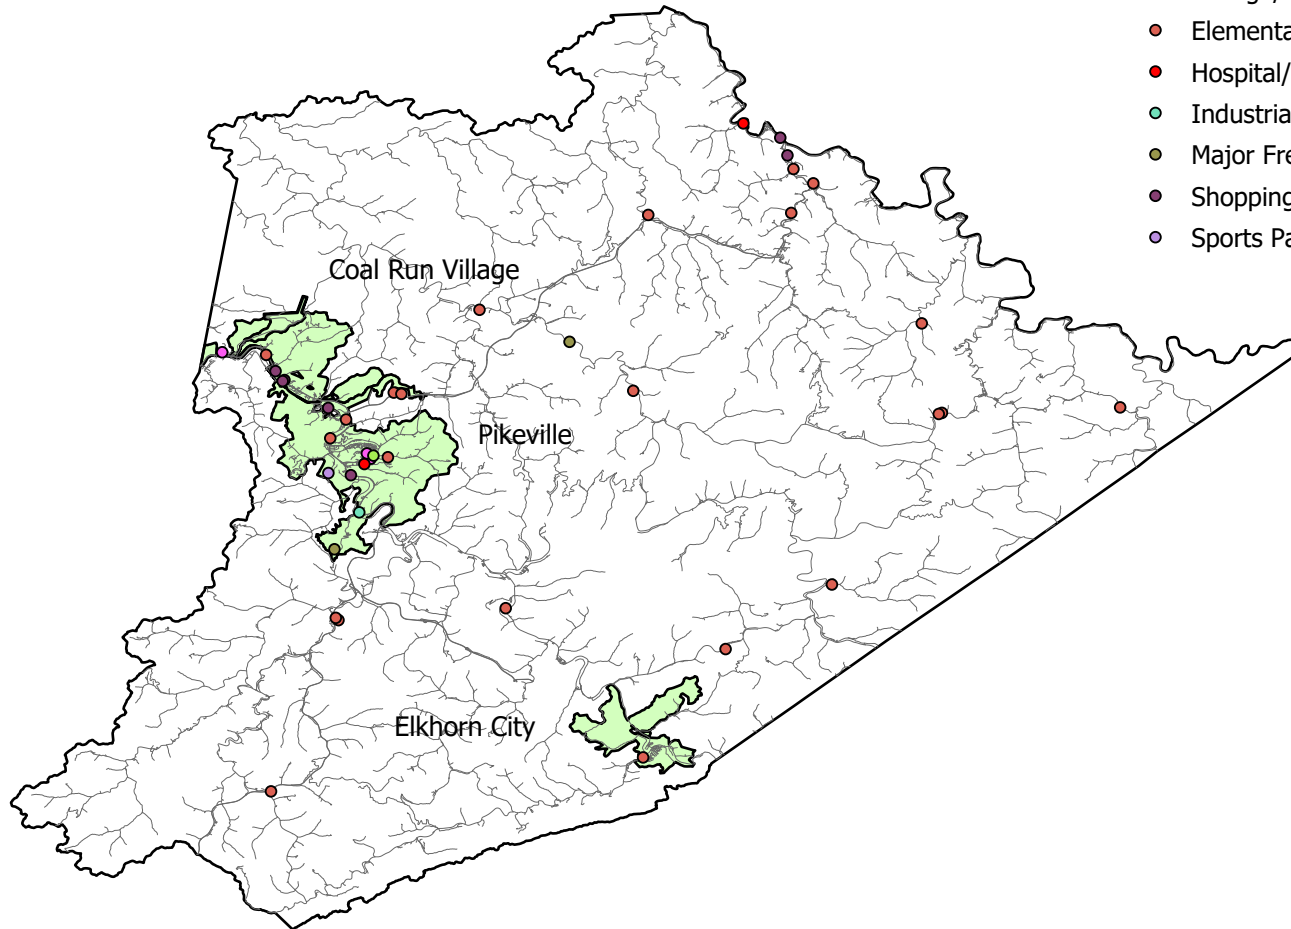 Elementa
Hospital/
Industria
Major Fre
Shopping
Sports Pa
Coal Run Village
Pikeville
Elkhorn City